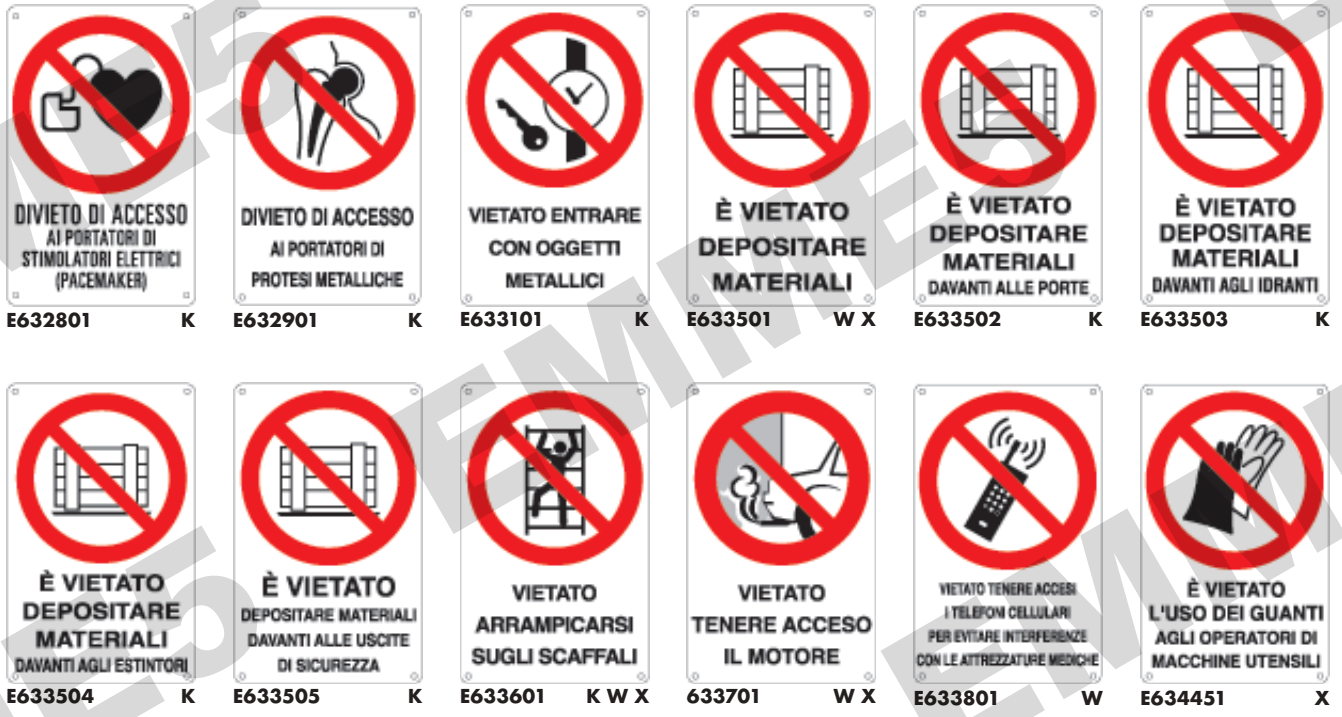 DIVIETO DI ACCESSO
AI PORTATORI DI
STIMOLATORI ELETTRICI
(PACEMAKER)
E632801 K
DIVIETO DI ACCESSO
AI PORTATORI DI
PROTESI METALLICHE
E632901 K
VIETATO ENTRARE
CON OGGETTI
METALLICI
E633101 K
È VIETATO
DEPOSITARE
MATERIALI
E633501 W X
È VIETATO
DEPOSITARE
MATERIALI
DAVANTI ALLE PORTE
E633502 K
È VIETATO
DEPOSITARE
MATERIALI
DAVANTI AGLI IDRANTI
E633503 K
È VIETATO
DEPOSITARE
MATERIALI
DAVANTI AGLI ESTINTORI
E633504 K
È VIETATO
DEPOSITARE MATERIALI
DAVANTI ALLE USCITE
DI SICUREZZA
E633505 K
VIETATO
ARRAMPICARSI
SUGLI SCAFFALI
E633601 K W X
VIETATO
TENERE ACCESO
IL MOTORE
633701 W X
VIETATO TENERE ACCESI
I TELEFONI CELLULARI
PER EVITARE INTERFERENZE
CON LE ATTREZZATURE MEDICHE
E633801 W
È VIETATO
L'USO DEI GUANTI
AGLI OPERATORI DI
MACCHINE UTENSILI
E634451 X
EMME5